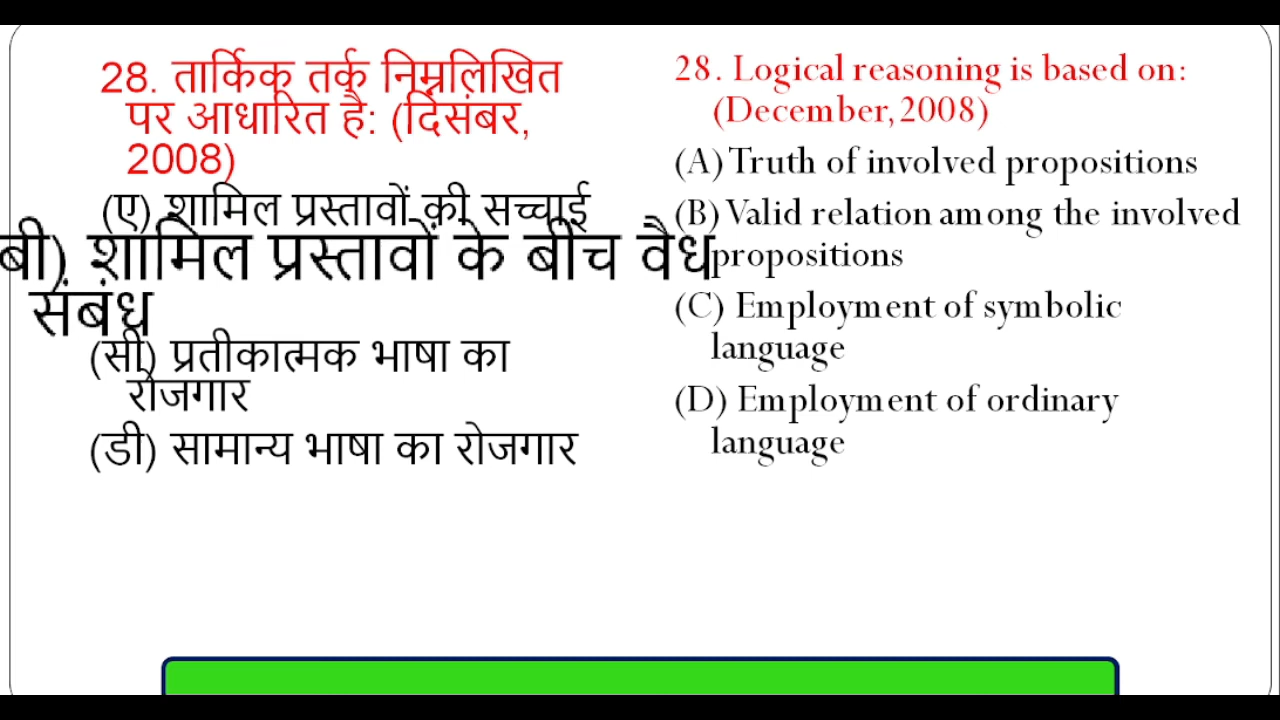 28. तार्किक तर्क निम्नलिखित
पर आधारित है: (दिसंबर,
2008)
(ए) शामिल प्रस्तावों की सच्चाई
बी) शामिल प्रस्तावों के बीच वैध
संबंध
(सी) प्रतीकात्मक भाषा का
रोजगार
(डी) सामान्य भाषा का रोजगार
28. Logical reasoning is based on:
(December, 2008)
(A) Truth of involved propositions
(B) Valid relation among the involved
propositions
(C) Employment of symbolic
language
(D) Employment of ordinary
language